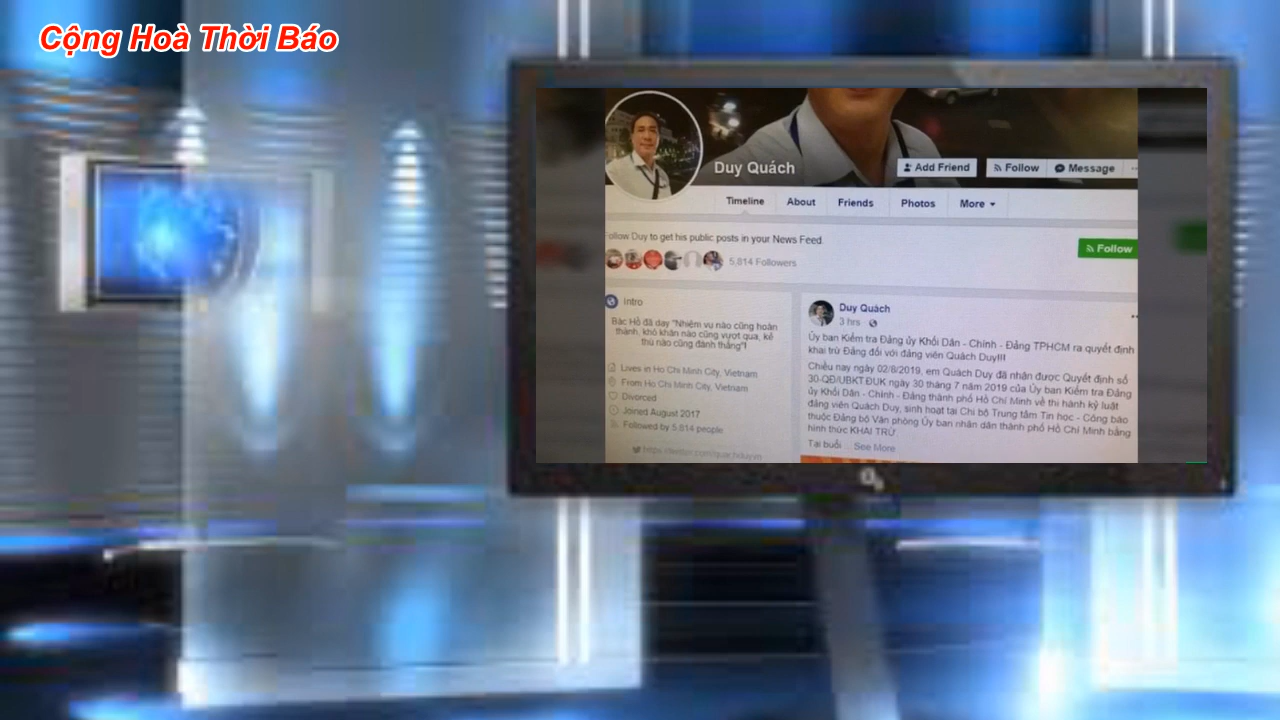 Cộng Hoà Thời Báo
Duy Quách
Add Friend
Follow
Message
Timeline
About
Friends
Photos
More
Follow Duy to get his public posts in your News Feed.
Follow
5,814 Followers
Intro
Bác Hồ đã dạy "Nhiệm vụ nào cũng hoàn
thành, khó khăn nào cũng vượt qua, kẻ
thù nào cũng đánh thắng"!
Lives in Ho Chi Minh City, Vietnam
From Ho Chi Minh City, Vietnam
Divorced
Joined August 2017
Followed by 5,814 people
Duy Quách
3 hrs
Ủy ban Kiểm tra Đảng ủy Khối Dân - Chính - Đảng TPHCM ra quyết định
khai trừ Đảng đối với đảng viên Quách Duy!!!
Chiều nay ngày 02/8/2019, em Quách Duy đã nhận được Quyết định số
30-QĐ/UBKT.ĐUK ngày 30 tháng 7 năm 2019 của Ủy ban Kiểm tra Đảng
ủy Khối Dân - Chính - Đảng thành phố Hồ Chí Minh về thi hành kỷ luật
đảng viên Quách Duy, sinh hoạt tại Chi bộ Trung tâm Tin học - Công báo
thuộc Đảng bộ Văn phòng Ủy ban nhân dân thành phố Hồ Chí Minh bằng
hình thức KHAI TRỪ.
Tại buổi ... See More